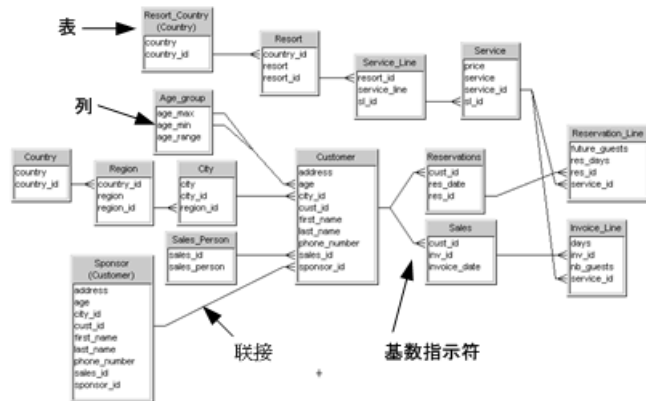 表
Resort_Country
(Country)
country
country_id
Resort
country_id
resort
resort_id
Service_Line
resort_id
service_line
sl_id
Service
price
service
service_id
sl_id
列
Age_group
age_max
age_min
age_range
Country
country
country_id
Region
country_id
region
region_id
City
city
city_id
region_id
Customer
address
age
city_id
cust_id
first_name
last_name
phone_number
sales_id
sponsor_id
Reservations
cust_id
res_date
res_id
Reservation_Line
future_guests
res_days
res_id
service_id
Sales_Person
sales_id
sales_person
Sales
cust_id
inv_id
invoice_date
Invoice_Line
days
inv_id
nb_guests
service_id
Sponsor
(Customer)
address
age
city_id
cust_id
first_name
last_name
phone_number
sales_id
sponsor_id
联接
基数指示符